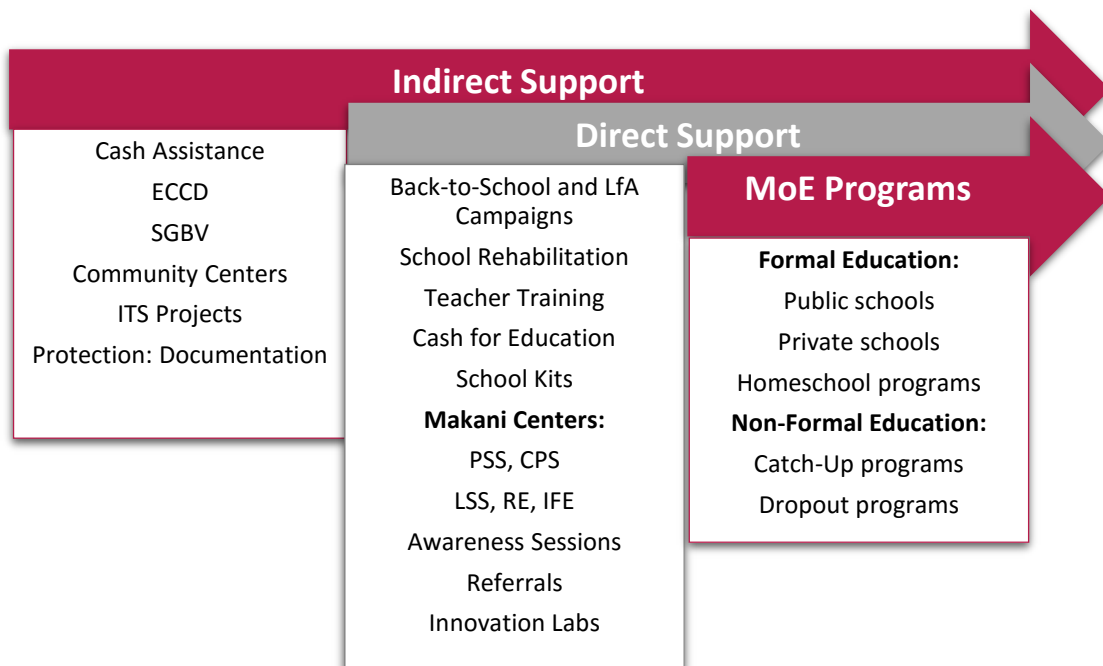 Indirect Support
Cash Assistance
ECCD
SGBV
Community Centers
ITS Projects
Protection: Documentation
Direct Support
Back-to-School and LfA
Campaigns
School Rehabilitation
Teacher Training
Cash for Education
School Kits
Makani Centers:
PSS, CPS
LSS, RE, IFE
Awareness Sessions
Referrals
Innovation Labs
MoE Programs
Formal Education:
Public schools
Private schools
Homeschool programs
Non-Formal Education:
Catch-Up programs
Dropout programs